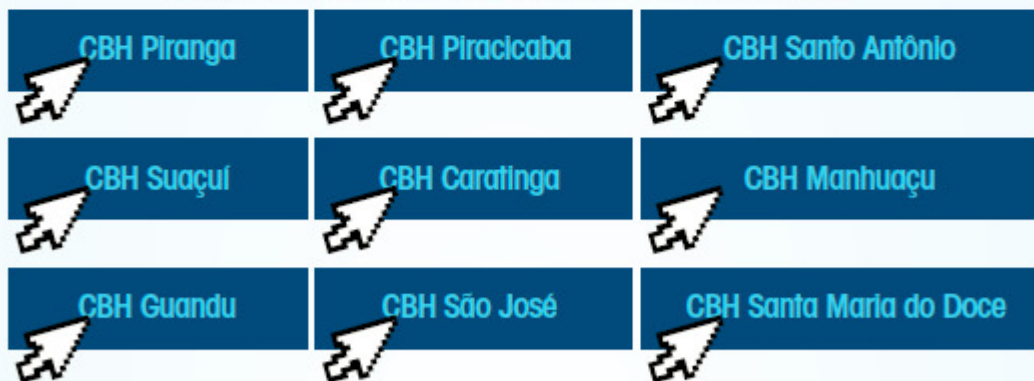 CBH Piranga
CBH Piracicaba
CBH Santo Antônio
CBH Suaçuí
CBH Caratinga
CBH Manhuaçu
CBH Guandu
CBH São José
CBH Santa Maria do Doce